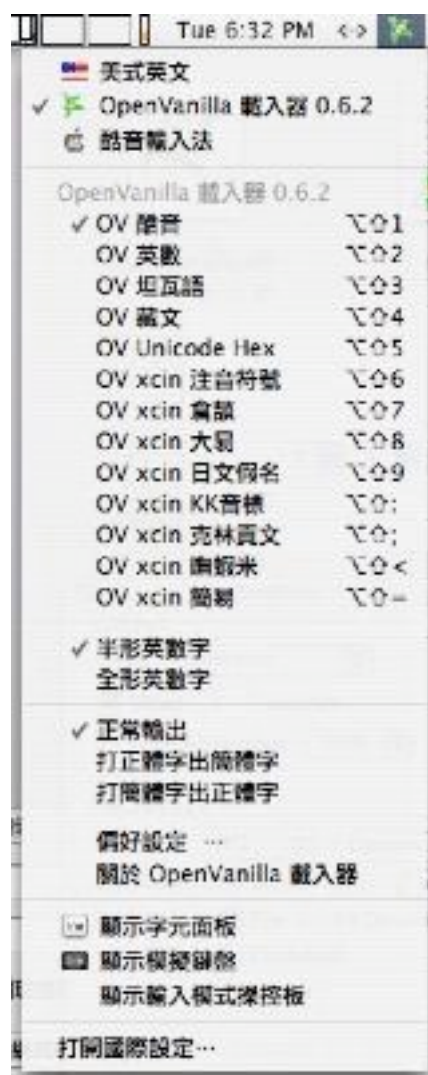 Tue 6:32 PM <··>
美式英文
✓ OpenVanilla 載入器 0.6.2
酷音輸入法
OpenVanilla 載入器 0.6.2
✓ OV 酷音 ⌥⇧1
OV 英數 ⌥⇧2
OV 坦瓦語 ⌥⇧3
OV 藏文 ⌥⇧4
OV Unicode Hex ⌥⇧5
OV xcin 注音符號 ⌥⇧6
OV xcin 倉頡 ⌥⇧7
OV xcin 大易 ⌥⇧8
OV xcin 日文假名 ⌥⇧9
OV xcin KK音標 ⌥⇧:
OV xcin 克林貢文 ⌥⇧;
OV xcin 嘸蝦米 ⌥⇧<
OV xcin 簡易 ⌥⇧=
✓ 半形英數字
全形英數字
✓ 正常輸出
打正體字出簡體字
打簡體字出正體字
偏好設定 …
關於 OpenVanilla 載入器
顯示字元面板
顯示模擬鍵盤
顯示輸入模式操控板
打開國際設定…